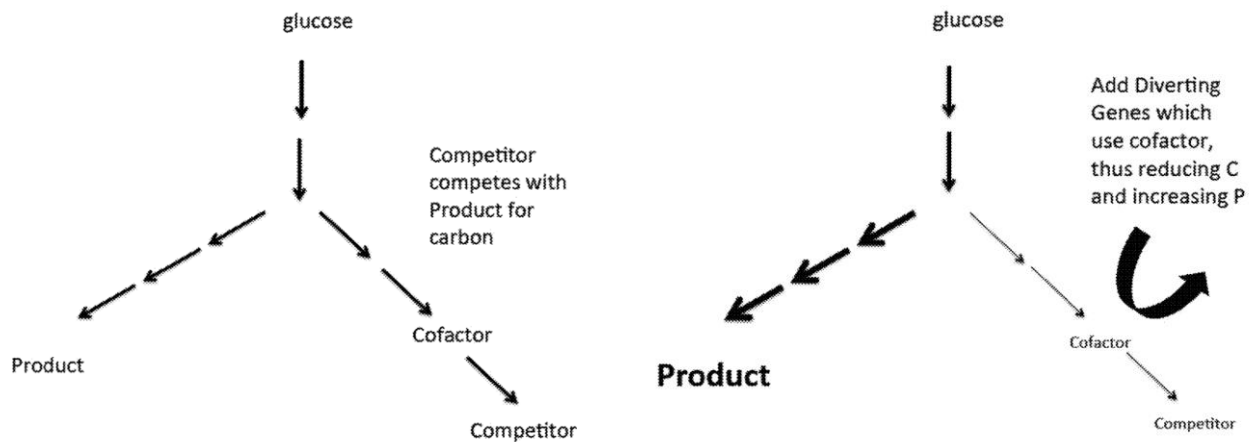 glucose
Competitor
competes with
Product for
carbon
Cofactor
Product
Competitor
glucose
Add Diverting
Genes which
use cofactor,
thus reducing C
and increasing P
Cofactor
Product
Competitor